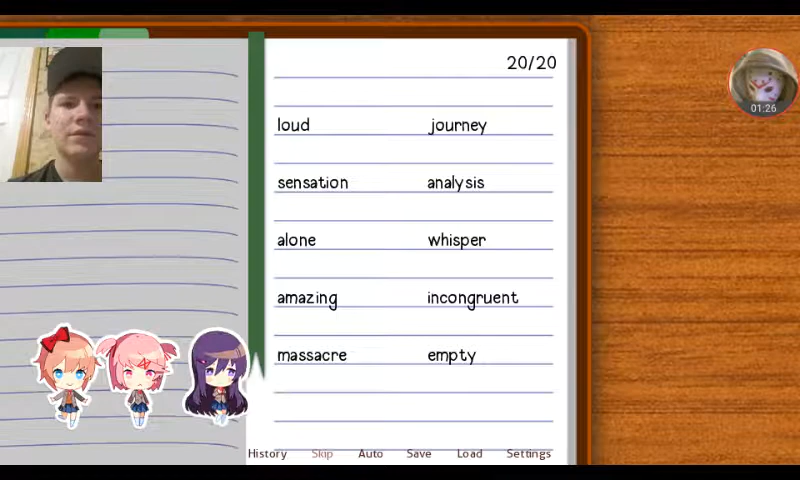 20/20
01:26
loud journey
sensation analysis
alone whisper
amazing incongruent
massacre empty
History Skip Auto Save Load Settings